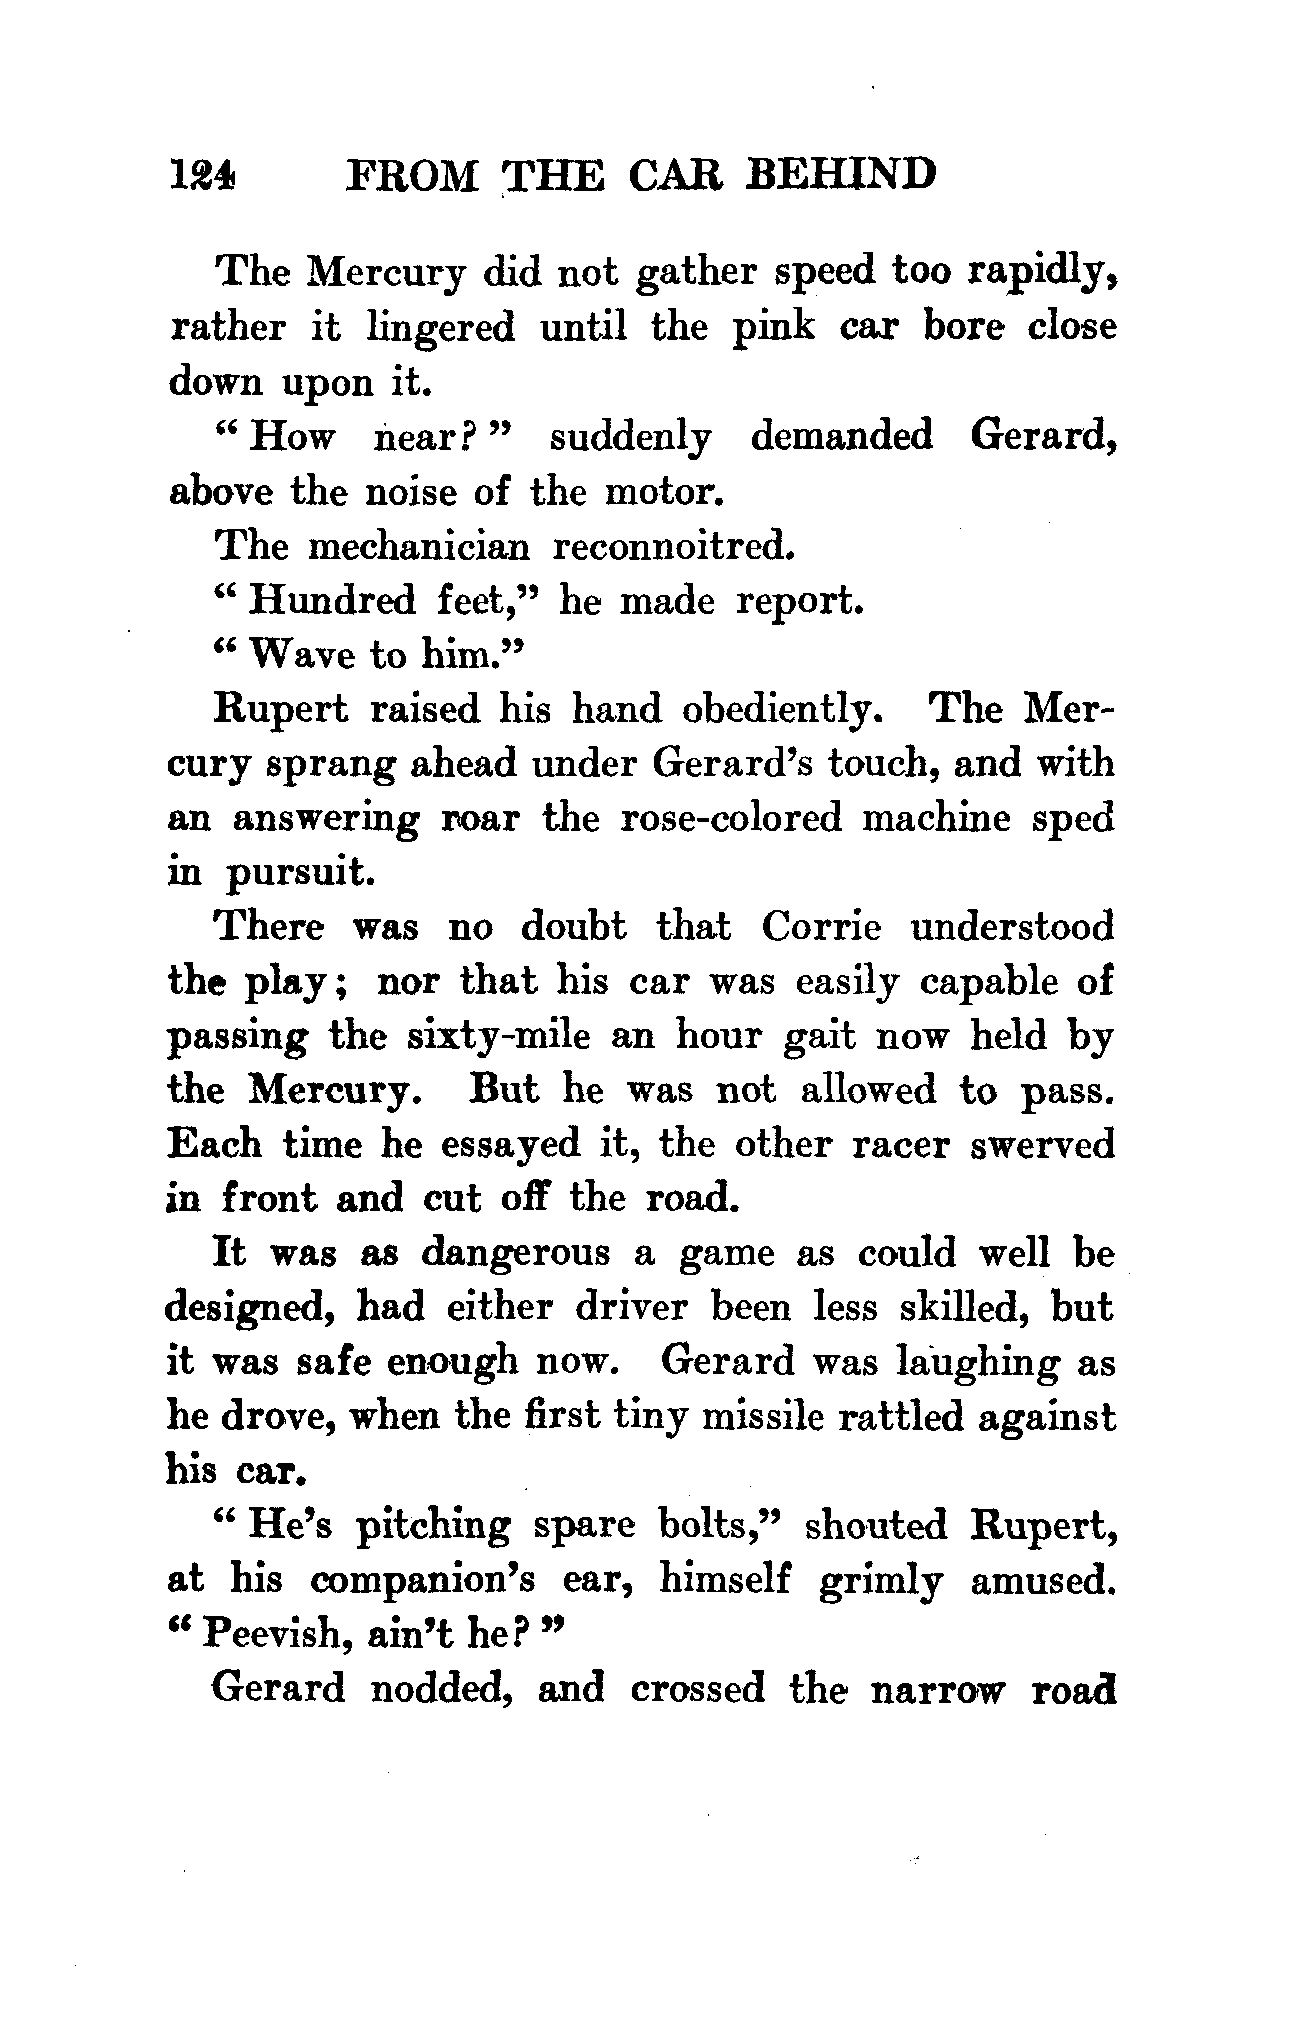 124 FROM THE CAR BEHIND
The Mercury did not gather speed too rapidly,
rather it lingered until the pink car bore close
down upon it.
“ How near? ” suddenly demanded Gerard,
above the noise of the motor.
The mechanician reconnoitred.
“ Hundred feet,” he made report.
“ Wave to him.”
Rupert raised his hand obediently. The Mer-
cury sprang ahead under Gerard’s touch, and with
an answering roar the rose-colored machine sped
in pursuit.
There was no doubt that Corrie understood
the play; nor that his car was easily capable of
passing the sixty-mile an hour gait now held by
the Mercury. But he was not allowed to pass.
Each time he essayed it, the other racer swerved
in front and cut off the road.
It was as dangerous a game as could well be
designed, had either driver been less skilled, but
it was safe enough now. Gerard was laughing as
he drove, when the first tiny missile rattled against
his car.
“ He’s pitching spare bolts,” shouted Rupert,
at his companion’s ear, himself grimly amused.
“ Peevish, ain’t he? ”
Gerard nodded, and crossed the narrow road